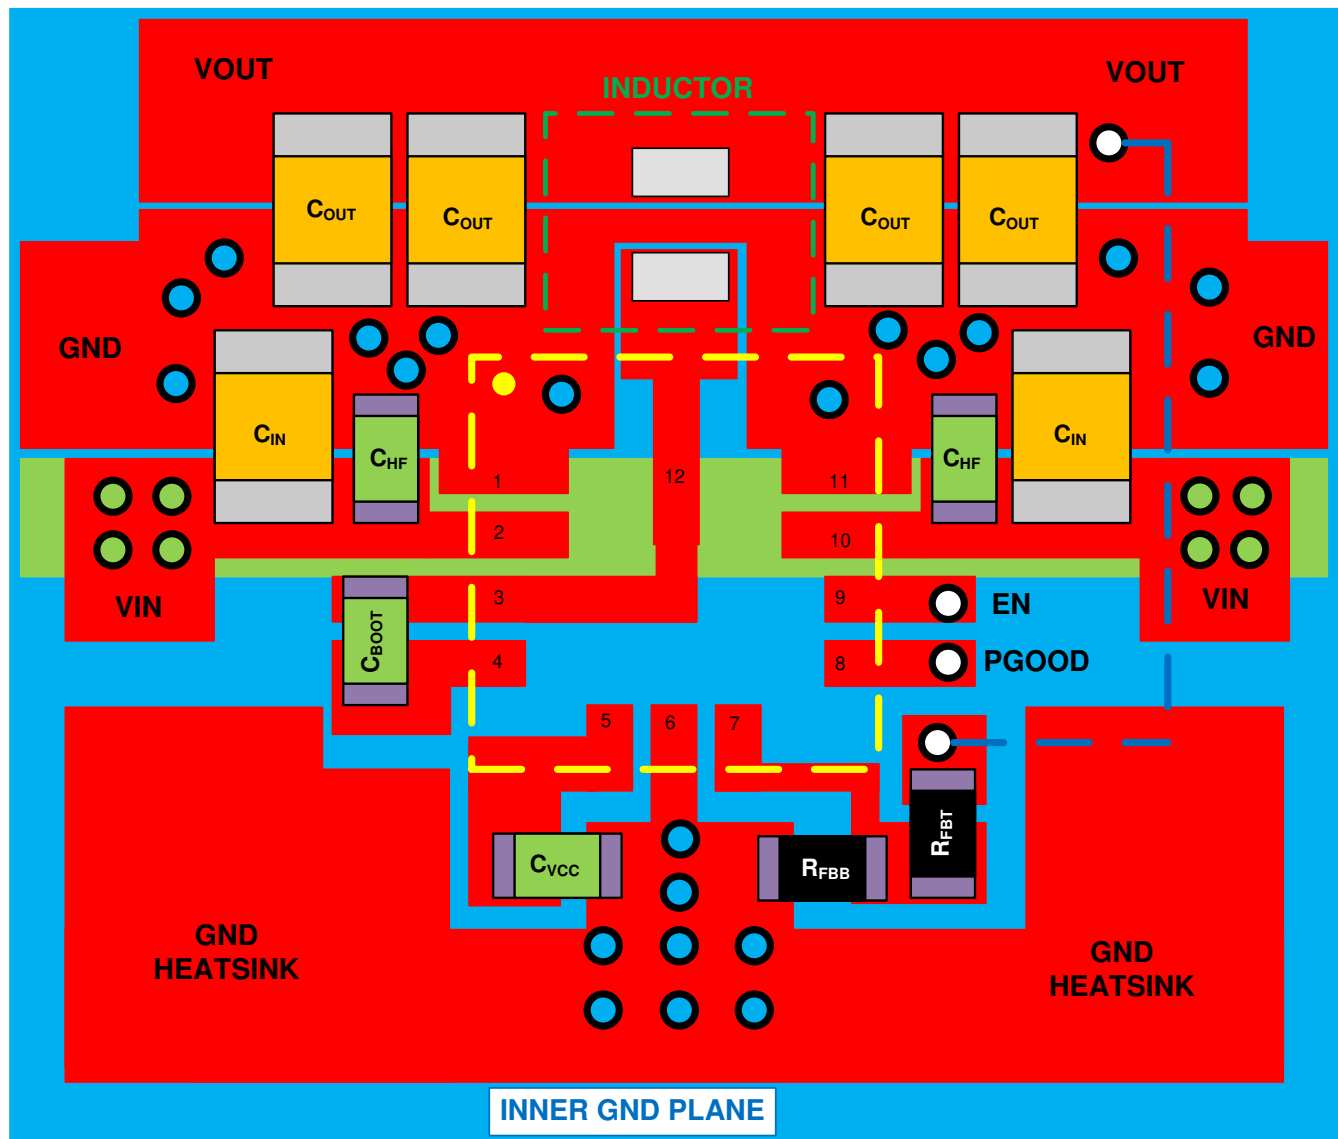 VOUT
INDUCTOR
VOUT
COUT
COUT
COUT
COUT
GND
GND
CIN
CHF
CHF
CIN
1
12
11
2
10
VIN
3
9
EN
VIN
CBOOT
4
8
PGOOD
5
6
7
CVCC
RFBB
RFBT
GND
HEATSINK
GND
HEATSINK
INNER GND PLANE